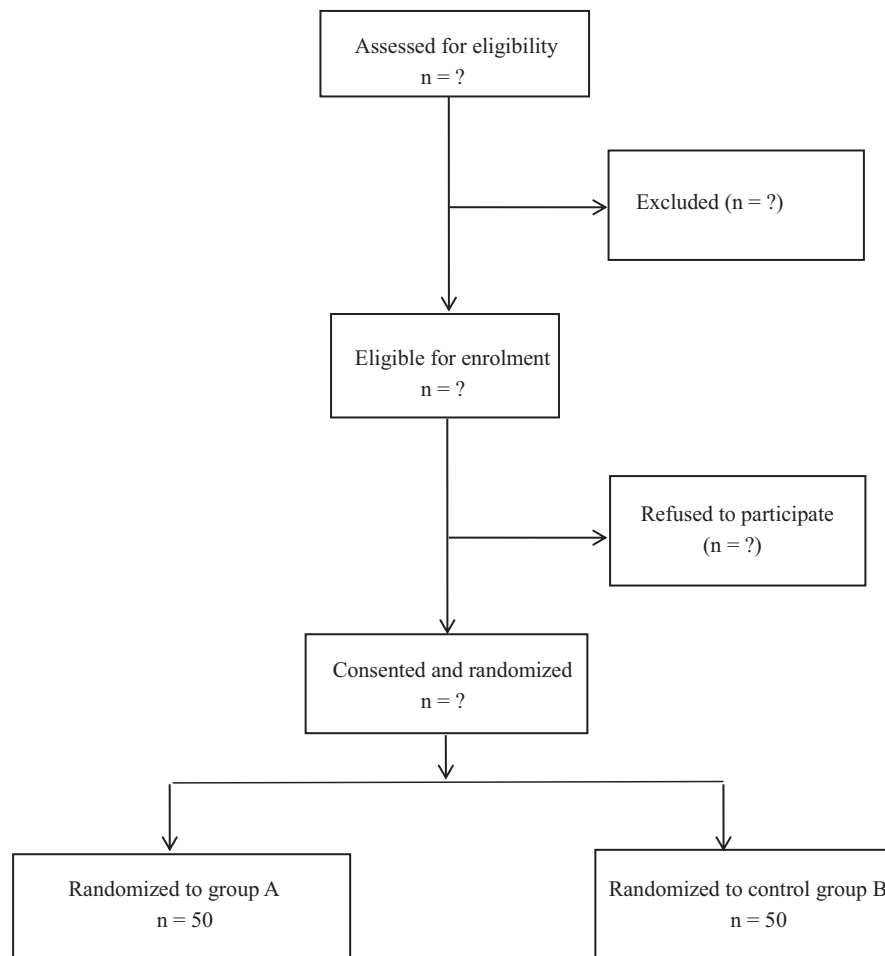 Assessed for eligibility
n = ?
Excluded (n = ?)
Eligible for enrolment
n = ?
Refused to participate
(n = ?)
Consented and randomized
n = ?
Randomized to group A
n = 50
Randomized to control group B
n = 50